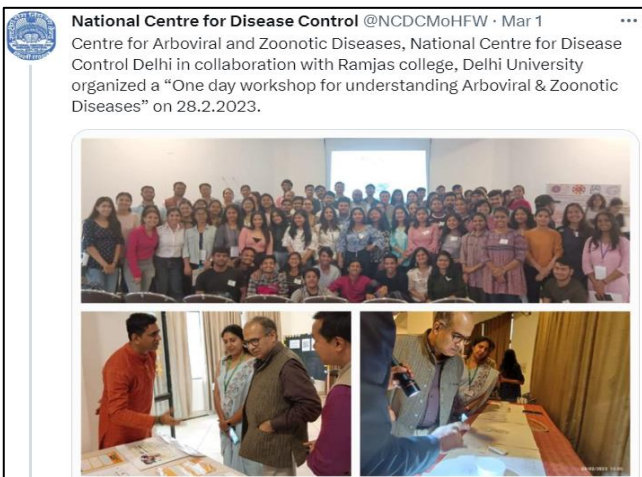 National Centre for Disease Control @NCDCMoHFW · Mar 1
Centre for Arboviral and Zoonotic Diseases, National Centre for Disease
Control Delhi in collaboration with Ramjas college, Delhi University
organized a “One day workshop for understanding Arboviral & Zoonotic
Diseases” on 28.2.2023.